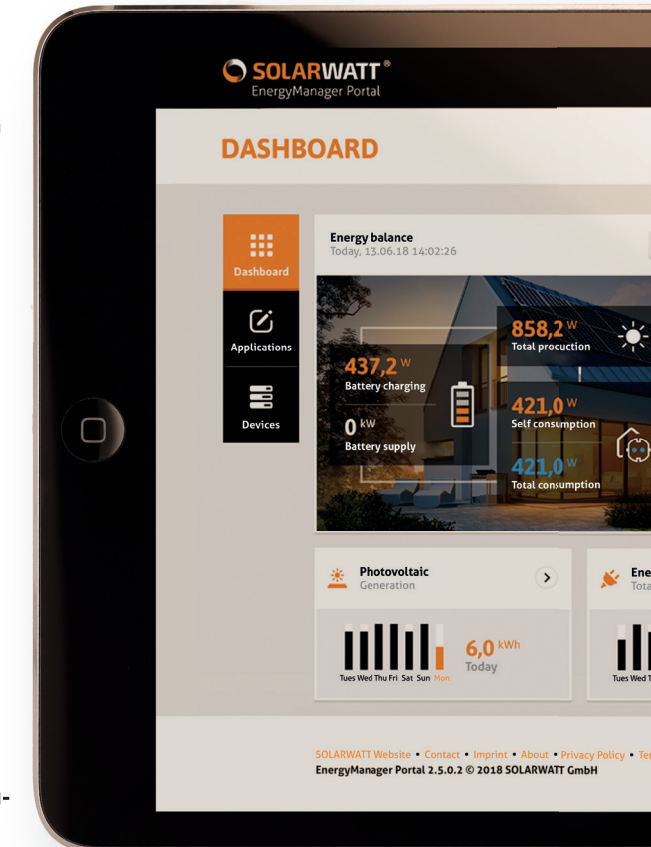 SOLARWATT®
EnergyManager Portal
DASHBOARD
Dashboard
Applications
Devices
Energy balance
Today, 13.06.18 14:02:26
858,2 W
Total procuction
437,2 W
Battery charging
0 kW
Battery supply
421,0 W
Self consumption
421,0 W
Total consumption
Photovoltaic
Generation
6,0 kWh
Today
Tues Wed Thu Fri Sat Sun Mon
Ene
Tota
Tues Wed T
SOLARWATT Website • Contact • Imprint • About • Privacy Policy • Ter
EnergyManager Portal 2.5.0.2 © 2018 SOLARWATT GmbH